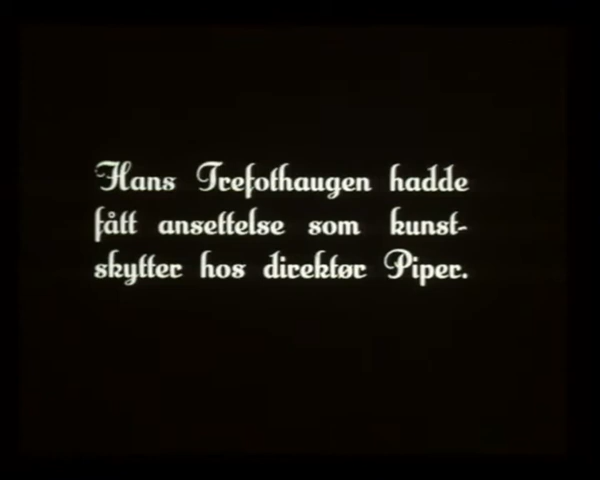 Hans Trefothaugen hadde
fått ansettelse som kunst-
skytter hos direktør Piper.